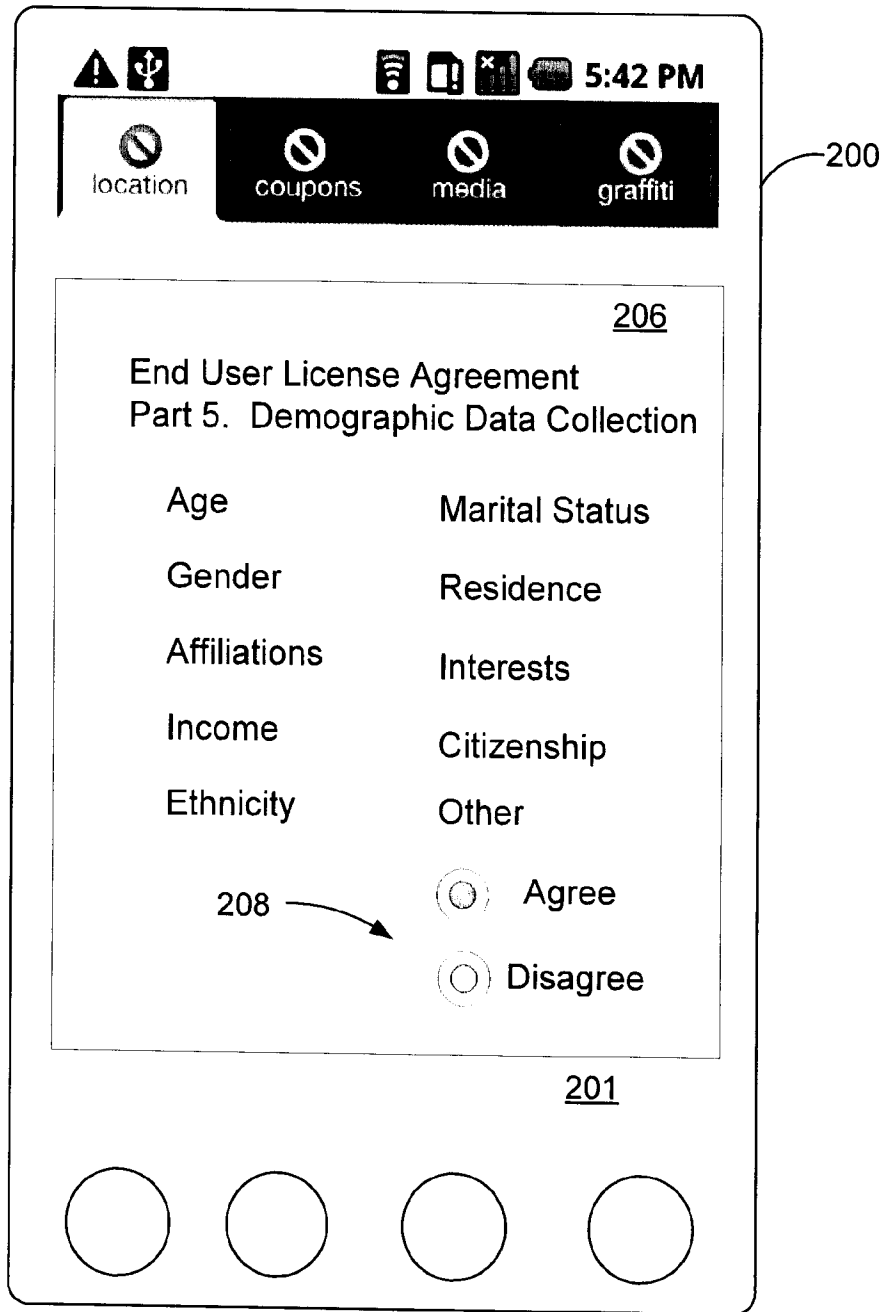 5:42 PM
location coupons media graffiti
200
206
End User License Agreement
Part 5. Demographic Data Collection
Age Marital Status
Gender Residence
Affiliations Interests
Income Citizenship
Ethnicity Other
208 Agree
Disagree
201